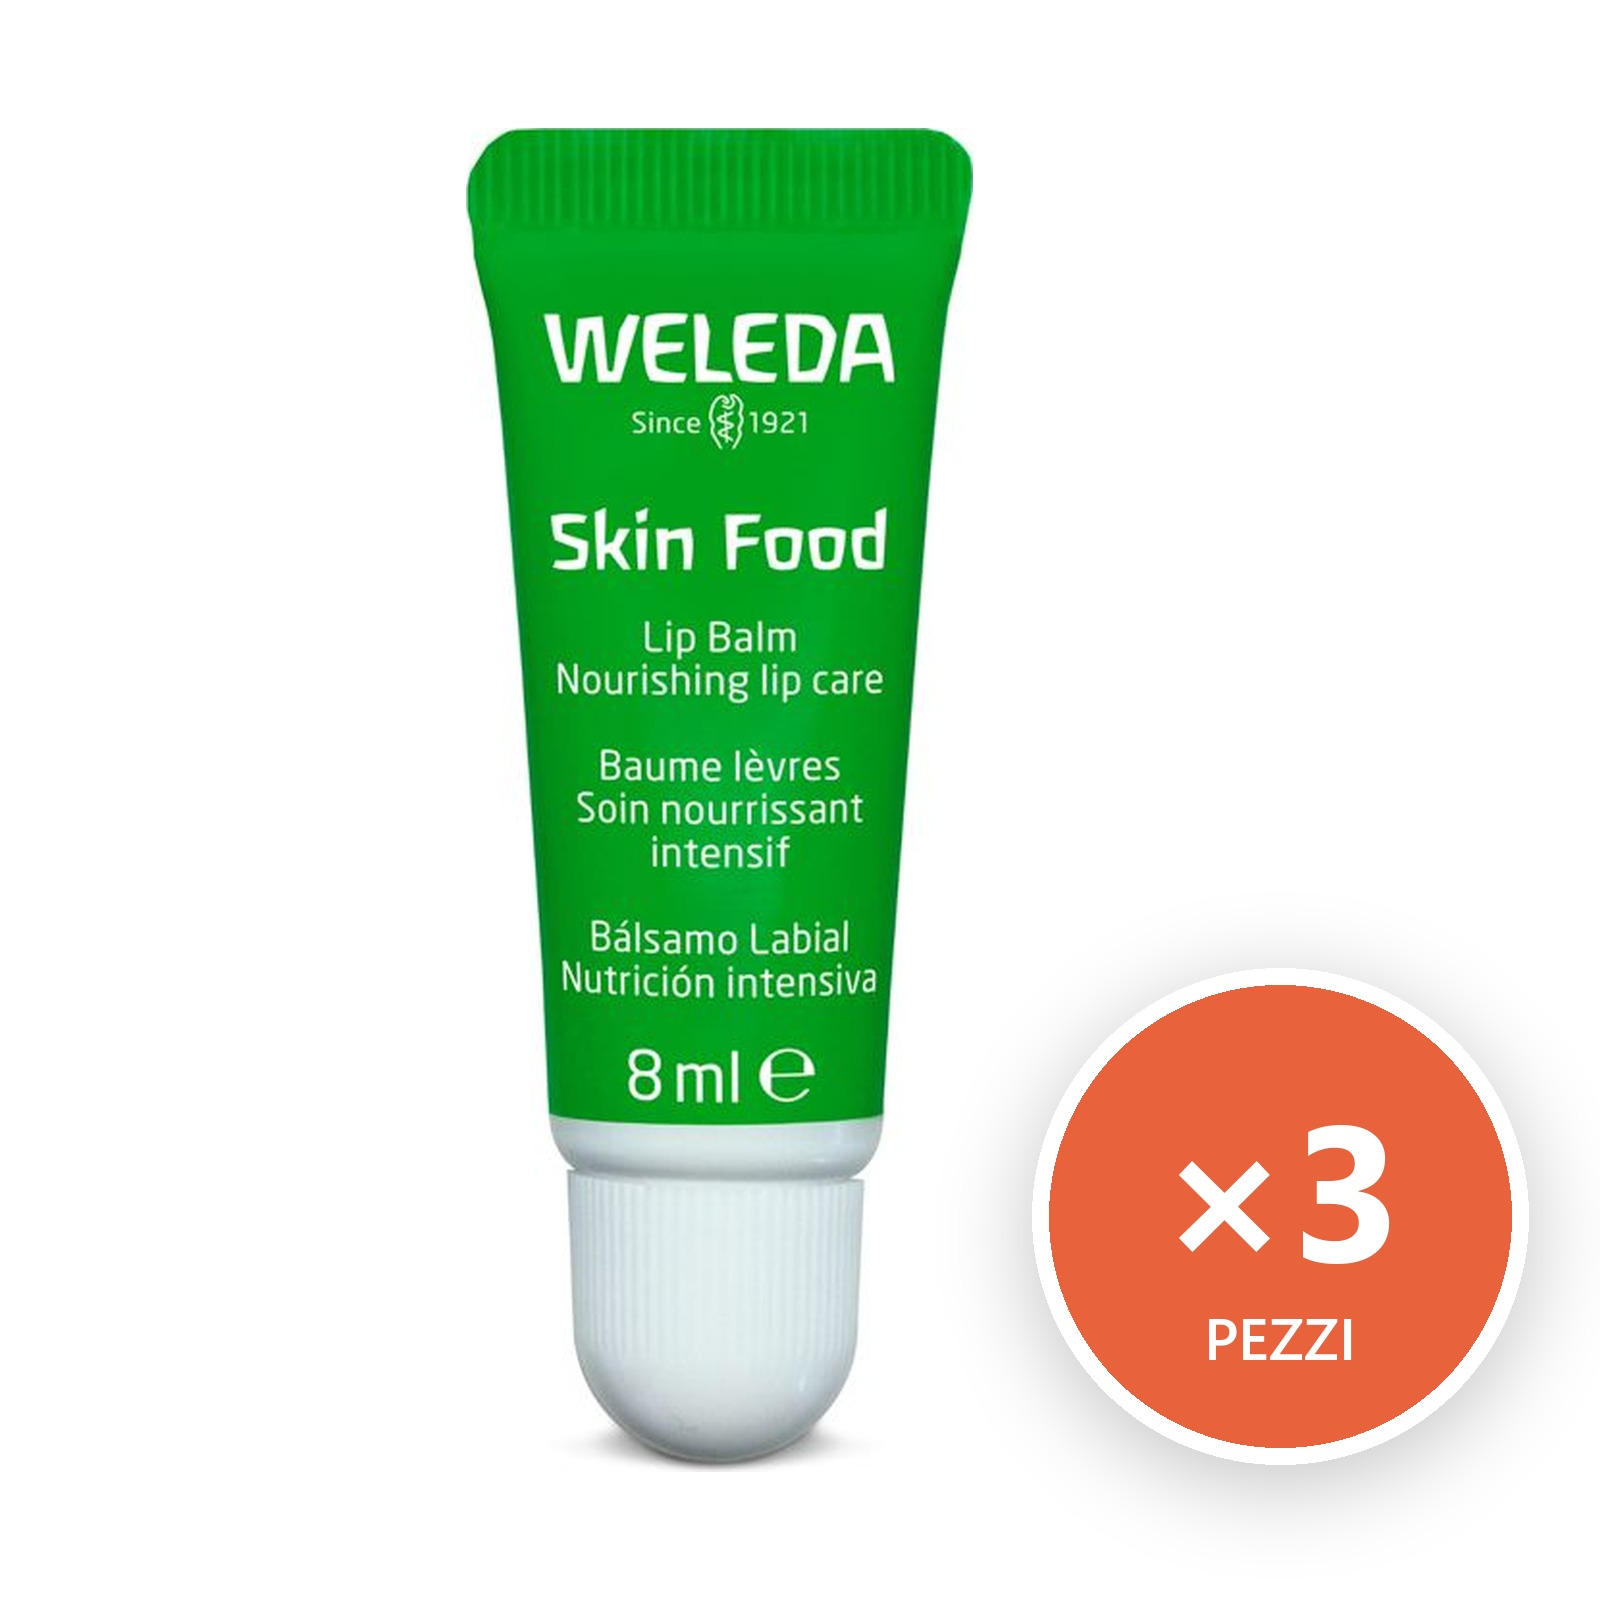 WELEDA
Since 1921
Skin Food
Lip Balm
Nourishing lip care
Baume lèvres
Soin nourrissant
intensif
Bálsamo Labial
Nutrición intensiva
8 ml ℮
×3
PEZZI